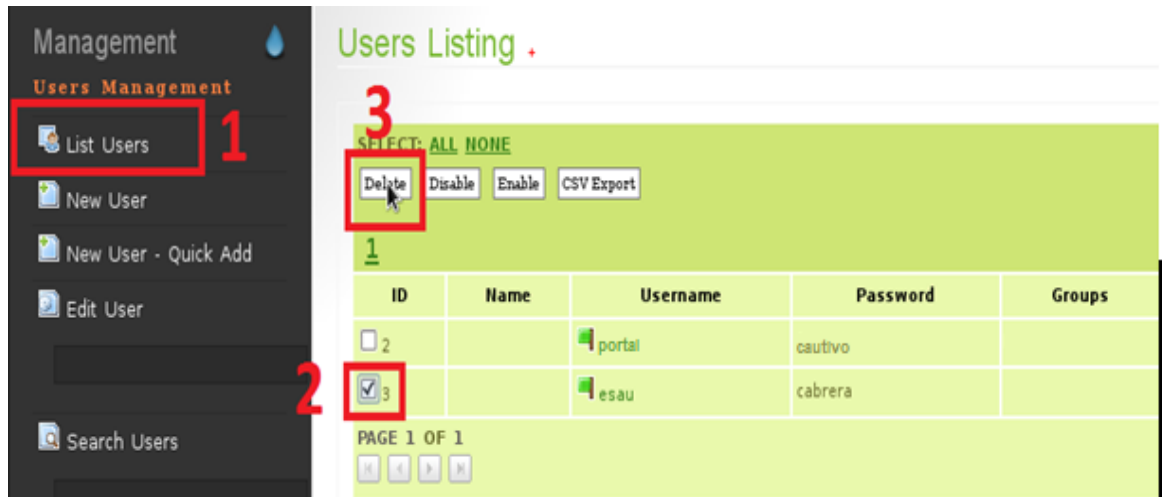 Management
Users Management
1
List Users
New User
New User - Quick Add
Edit User
Search Users
Users Listing +
3
SELECT: ALL NONE
Delete Disable Enable CSV Export
1
ID Name Username Password Groups
2 portal cautivo
2
3 esau cabrera
PAGE 1 OF 1